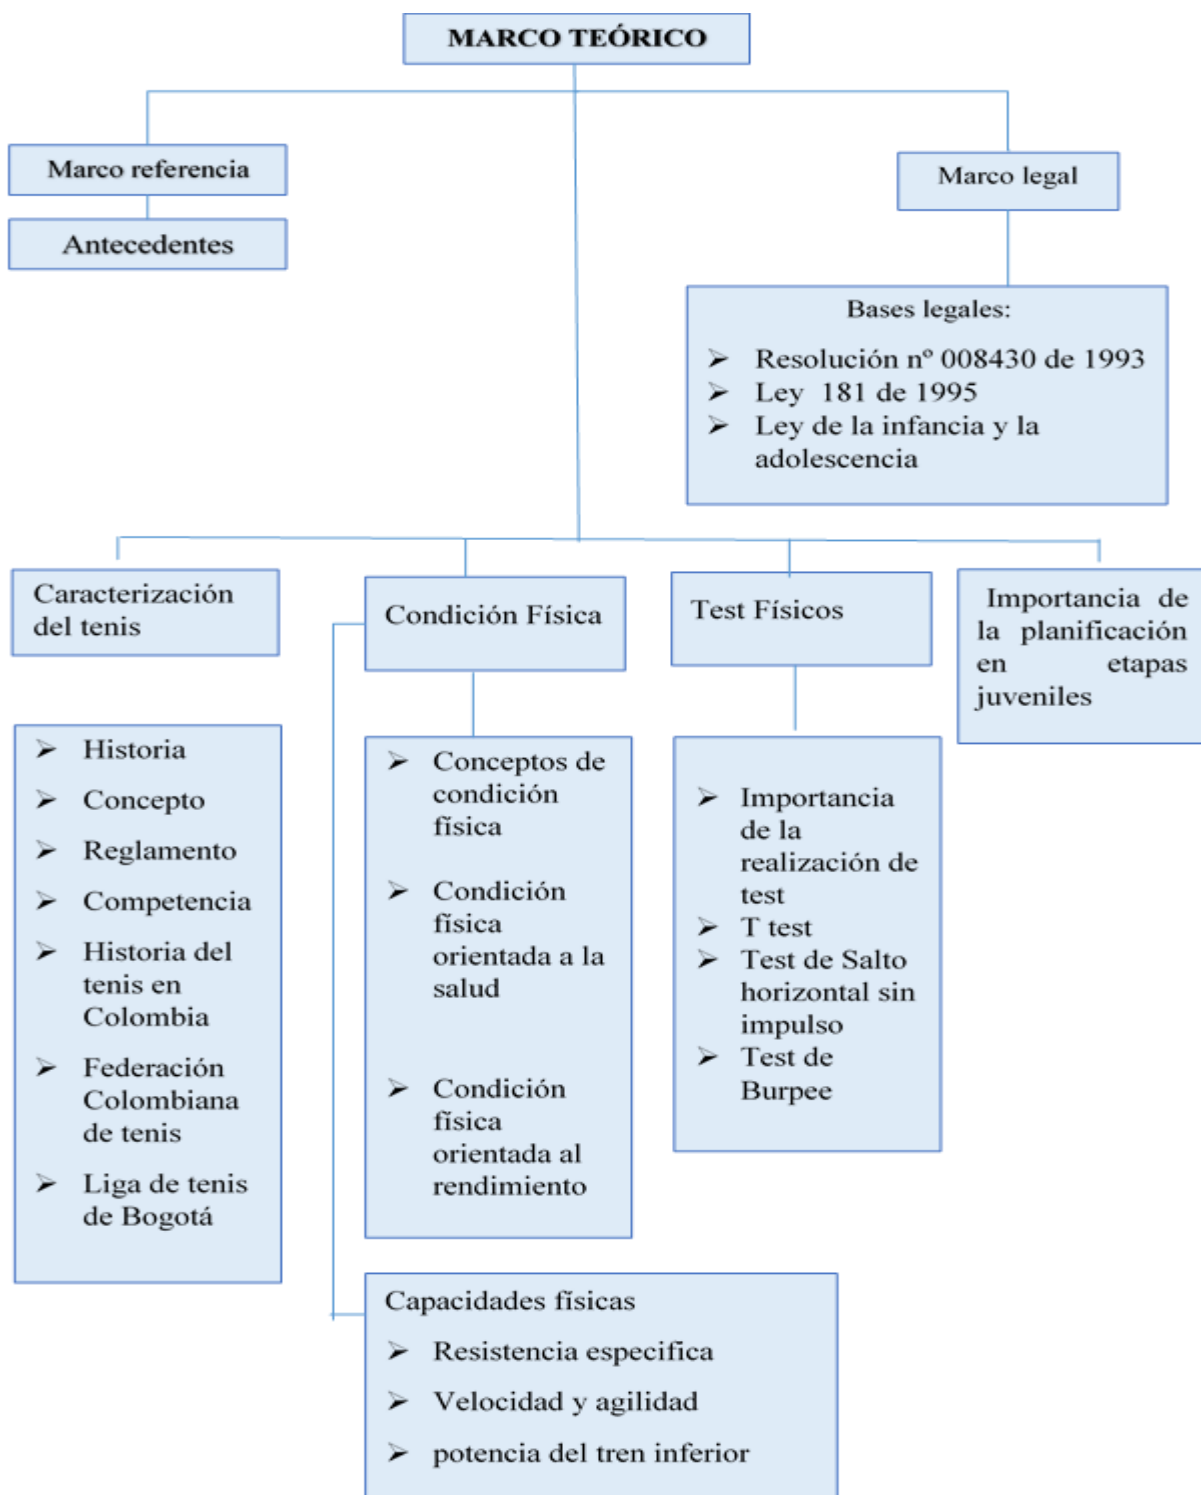 MARCO TEÓRICO
Marco referencia
Marco legal
Antecedentes
Bases legales:
➢ Resolución nº 008430 de 1993
➢ Ley 181 de 1995
➢ Ley de la infancia y la
adolescencia
Caracterización
del tenis
Condición Física
Test Físicos
Importancia de
la planificación
en etapas
juveniles
➢ Historia
➢ Concepto
➢ Reglamento
➢ Competencia
➢ Historia del
tenis en
Colombia
➢ Federación
Colombiana
de tenis
➢ Liga de tenis
de Bogotá
➢ Conceptos de
condición
física
➢ Condición
física
orientada a la
salud
➢ Condición
física
orientada al
rendimiento
➢ Importancia
de la
realización de
test
➢ T test
➢ Test de Salto
horizontal sin
impulso
➢ Test de
Burpee
Capacidades físicas
➢ Resistencia especifica
➢ Velocidad y agilidad
➢ potencia del tren inferior